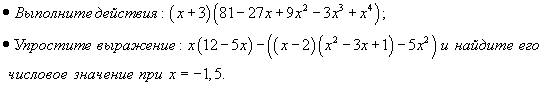 • Выполните действия : (x+3)(81−27x+9x²−3x³+x⁴);
• Упростите выражение : x(12−5x)−((x−2)(x²−3x+1)−5x²) и найдите его
числовое значение при x = −1,5.